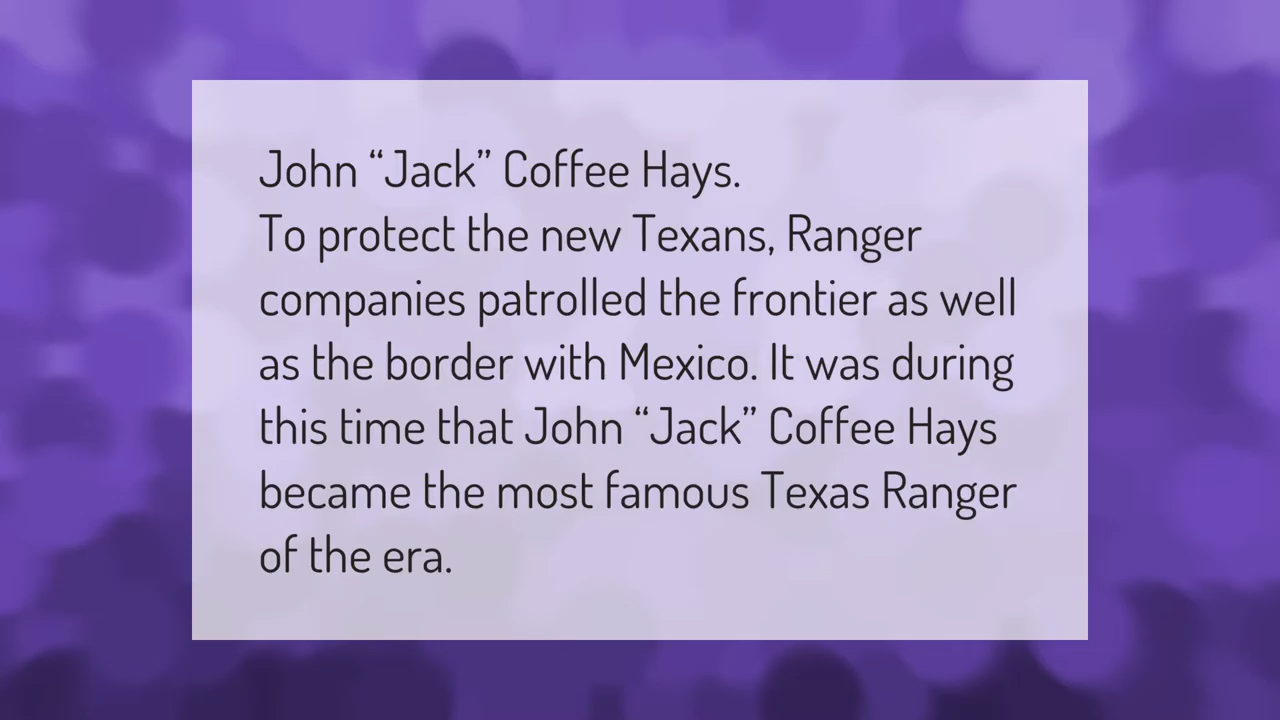 John “Jack” Coffee Hays.
To protect the new Texans, Ranger
companies patrolled the frontier as well
as the border with Mexico. It was during
this time that John “Jack” Coffee Hays
became the most famous Texas Ranger
of the era.